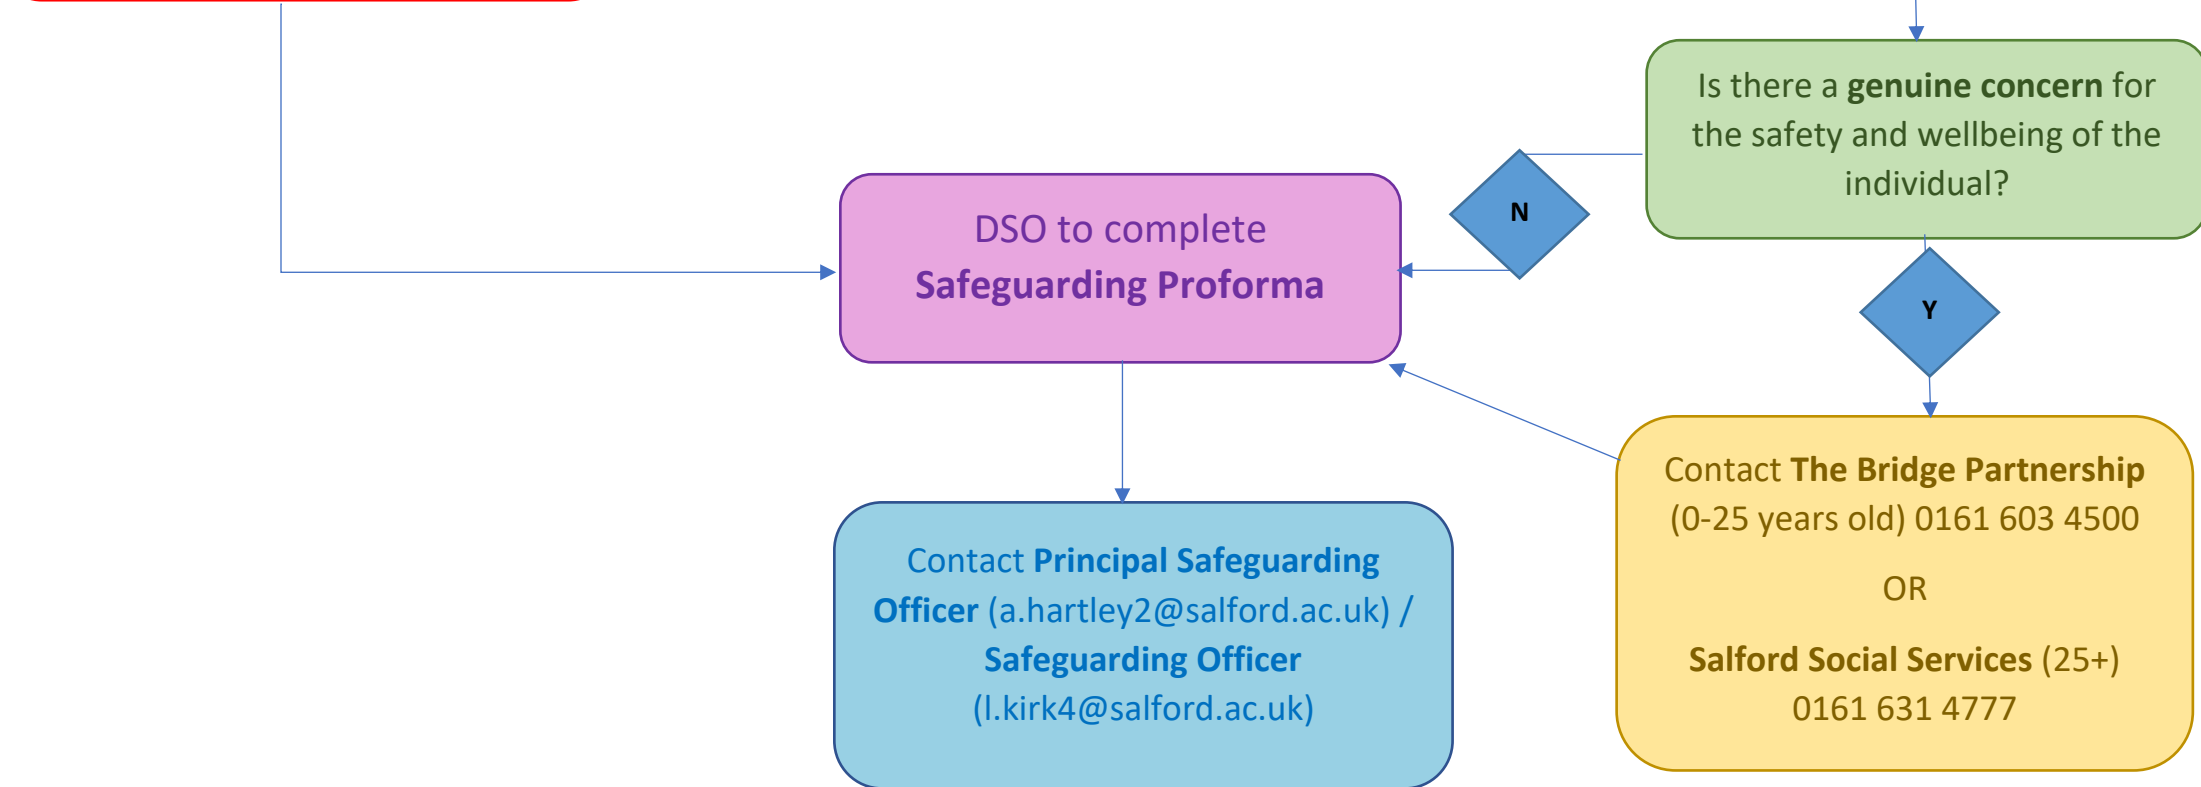 Is there a genuine concern for
the safety and wellbeing of the
individual?
N
DSO to complete
Safeguarding Proforma
Y
Contact The Bridge Partnership
(0-25 years old) 0161 603 4500
OR
Salford Social Services (25+)
0161 631 4777
Contact Principal Safeguarding
Officer (a.hartley2@salford.ac.uk) /
Safeguarding Officer
(l.kirk4@salford.ac.uk)